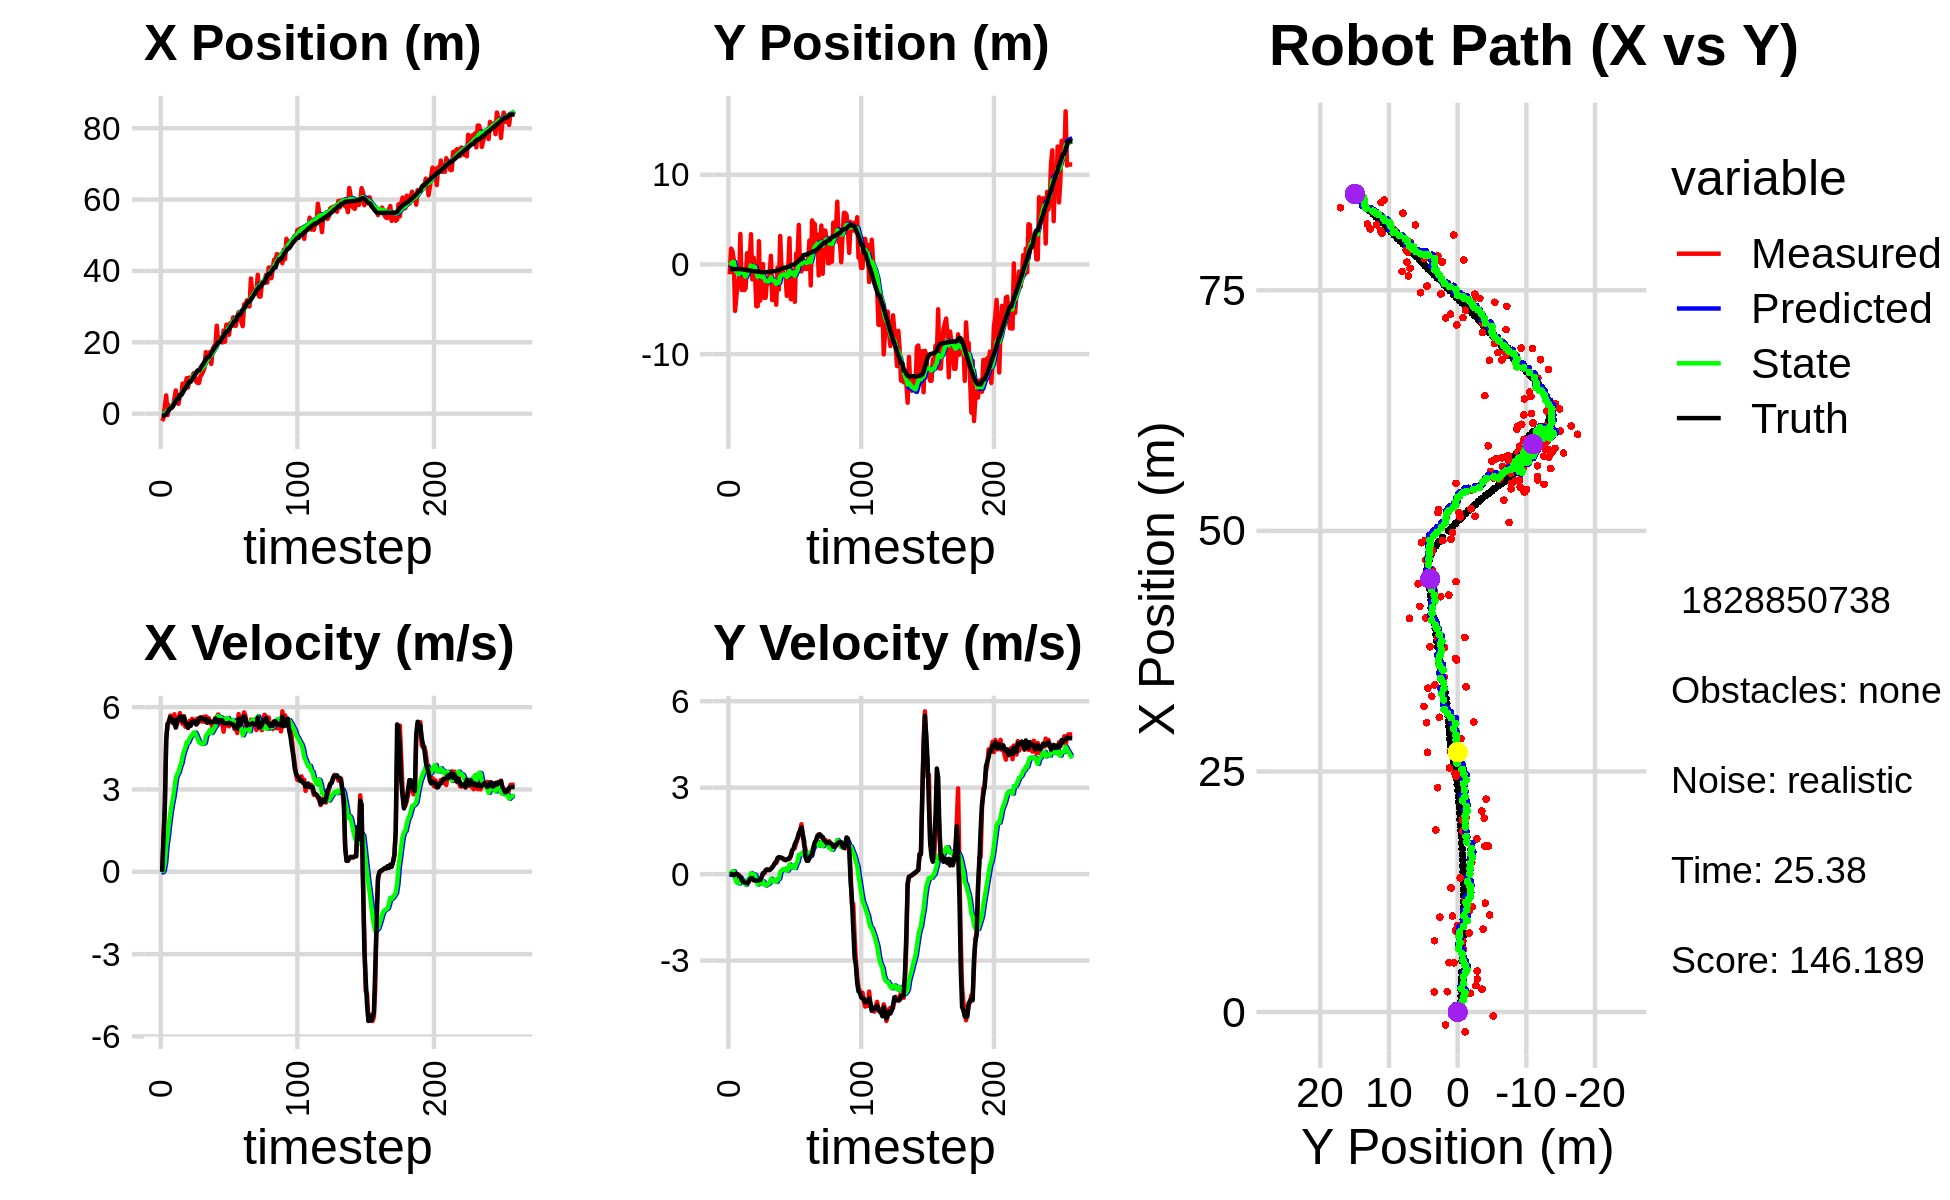 X Position (m)
80
60
40
20
0
0
100
200
timestep
Y Position (m)
10
0
-10
0
100
200
timestep
X Velocity (m/s)
6
3
0
-3
-6
0
100
200
timestep
Y Velocity (m/s)
6
3
0
-3
0
100
200
timestep
Robot Path (X vs Y)
X Position (m)
75
50
25
0
20 10 0 -10 -20
Y Position (m)
variable
Measured
Predicted
State
Truth
1828850738
Obstacles: none
Noise: realistic
Time: 25.38
Score: 146.189